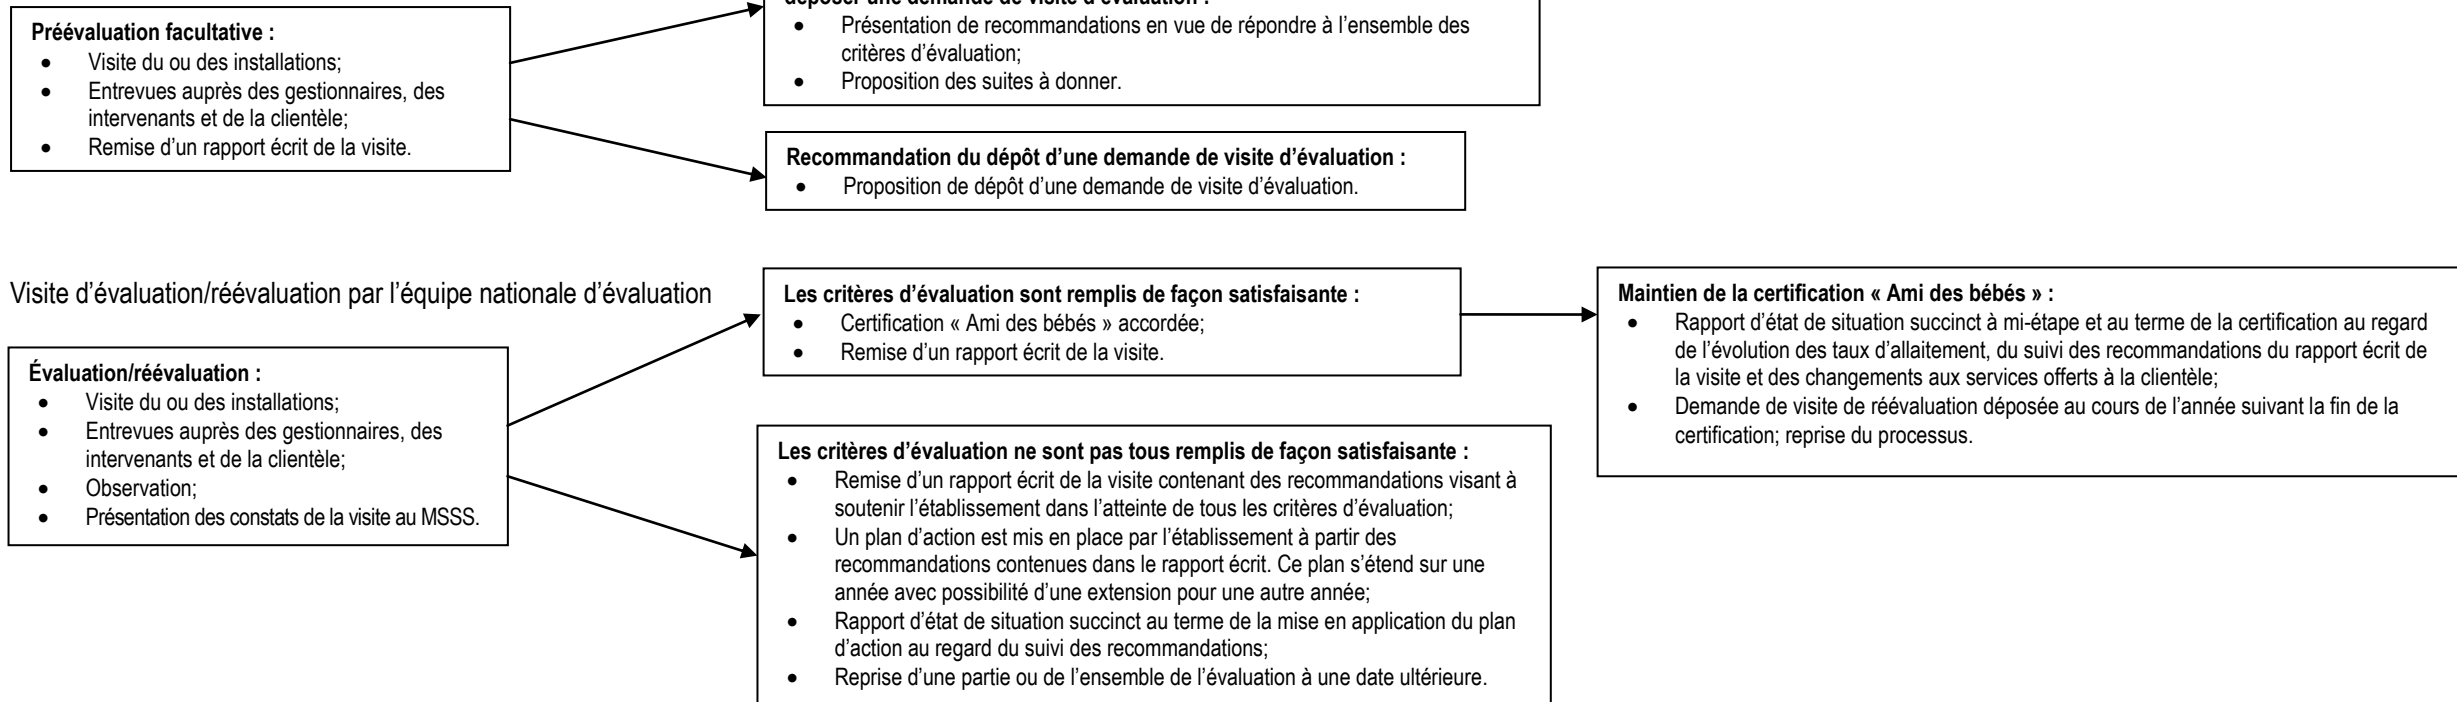 déposer une demande de visite d'évaluation :
• Présentation de recommandations en vue de répondre à l'ensemble des
critères d'évaluation;
• Proposition des suites à donner.
Préévaluation facultative :
• Visite du ou des installations;
• Entrevues auprès des gestionnaires, des
intervenants et de la clientèle;
• Remise d'un rapport écrit de la visite.
Recommandation du dépôt d'une demande de visite d'évaluation :
• Proposition de dépôt d'une demande de visite d'évaluation.
Visite d'évaluation/réévaluation par l'équipe nationale d'évaluation
Évaluation/réévaluation :
• Visite du ou des installations;
• Entrevues auprès des gestionnaires, des
intervenants et de la clientèle;
• Observation;
• Présentation des constats de la visite au MSSS.
Les critères d'évaluation sont remplis de façon satisfaisante :
• Certification « Ami des bébés » accordée;
• Remise d'un rapport écrit de la visite.
Les critères d'évaluation ne sont pas tous remplis de façon satisfaisante :
• Remise d'un rapport écrit de la visite contenant des recommandations visant à
soutenir l'établissement dans l'atteinte de tous les critères d'évaluation;
• Un plan d'action est mis en place par l'établissement à partir des
recommandations contenues dans le rapport écrit. Ce plan s'étend sur une
année avec possibilité d'une extension pour une autre année;
• Rapport d'état de situation succinct au terme de la mise en application du plan
d'action au regard du suivi des recommandations;
• Reprise d'une partie ou de l'ensemble de l'évaluation à une date ultérieure.
Maintien de la certification « Ami des bébés » :
• Rapport d'état de situation succinct à mi-étape et au terme de la certification au regard
de l'évolution des taux d'allaitement, du suivi des recommandations du rapport écrit de
la visite et des changements aux services offerts à la clientèle;
• Demande de visite de réévaluation déposée au cours de l'année suivant la fin de la
certification; reprise du processus.